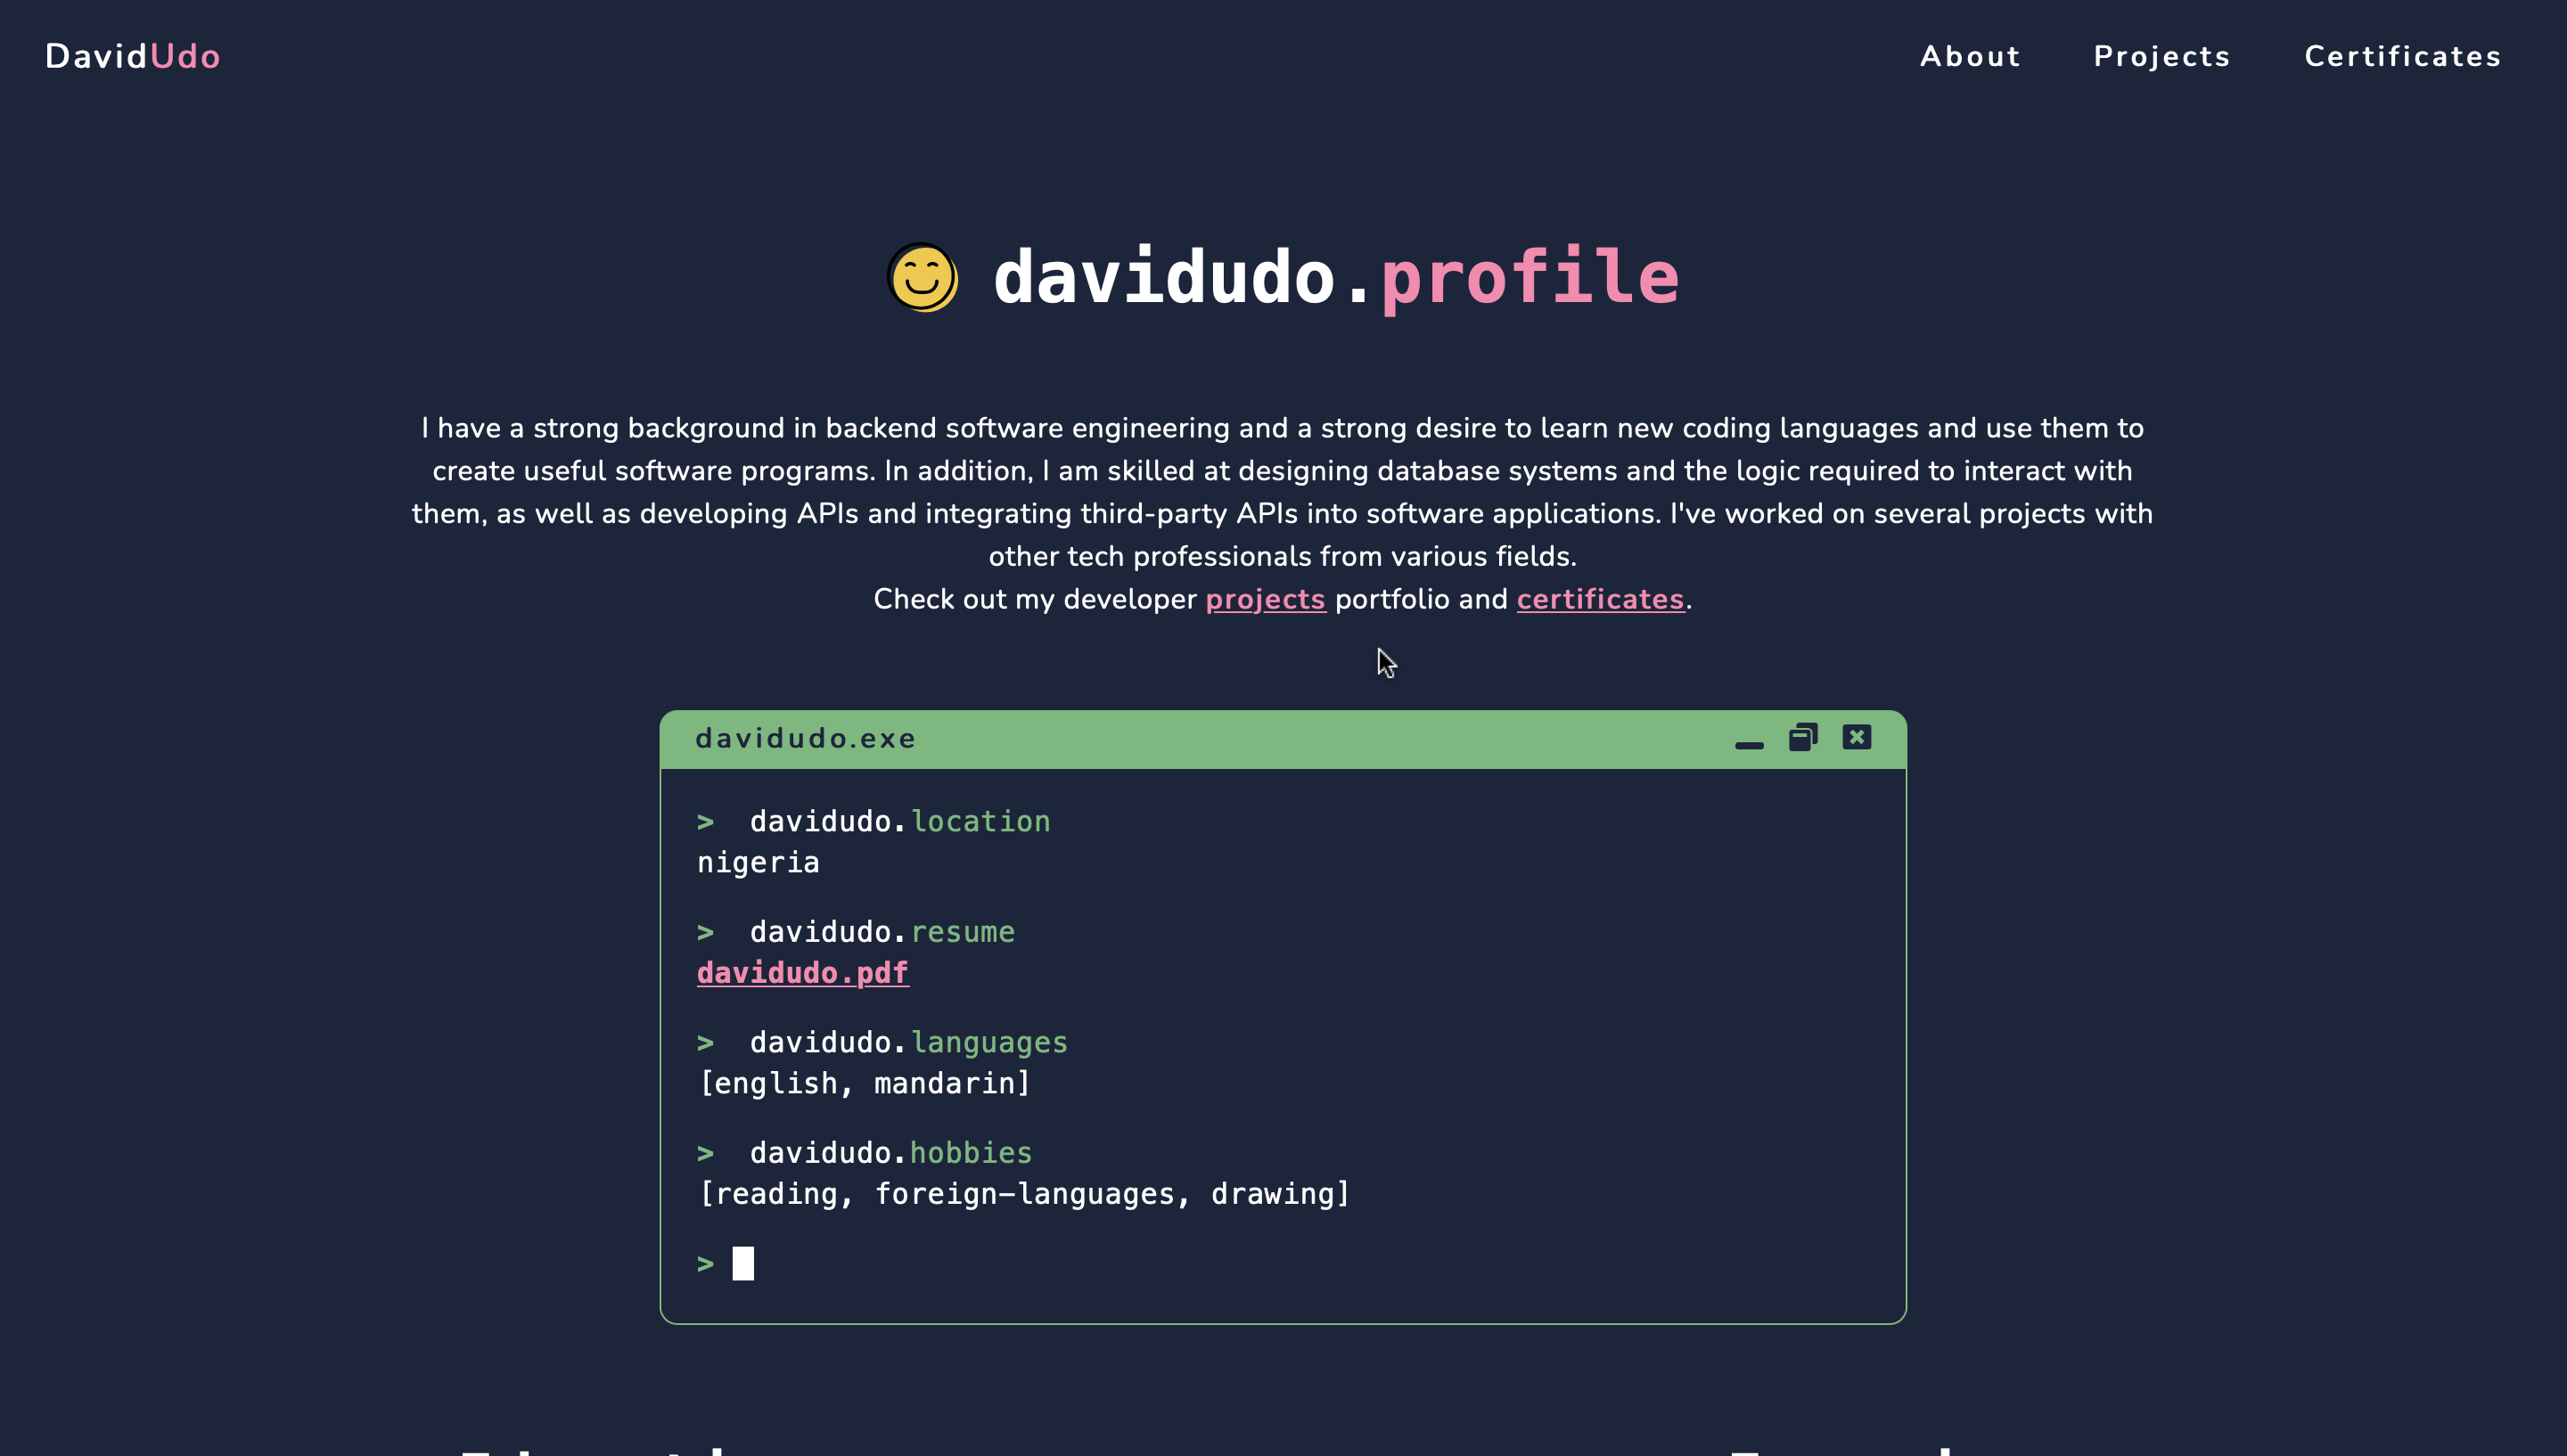 DavidUdo
About Projects Certificates
davidudo.profile
I have a strong background in backend software engineering and a strong desire to learn new coding languages and use them to
create useful software programs. In addition, I am skilled at designing database systems and the logic required to interact with
them, as well as developing APIs and integrating third-party APIs into software applications. I've worked on several projects with
other tech professionals from various fields.
Check out my developer projects portfolio and certificates.
davidudo.exe
> davidudo.location
nigeria
> davidudo.resume
davidudo.pdf
> davidudo.languages
[english, mandarin]
> davidudo.hobbies
[reading, foreign-languages, drawing]
>